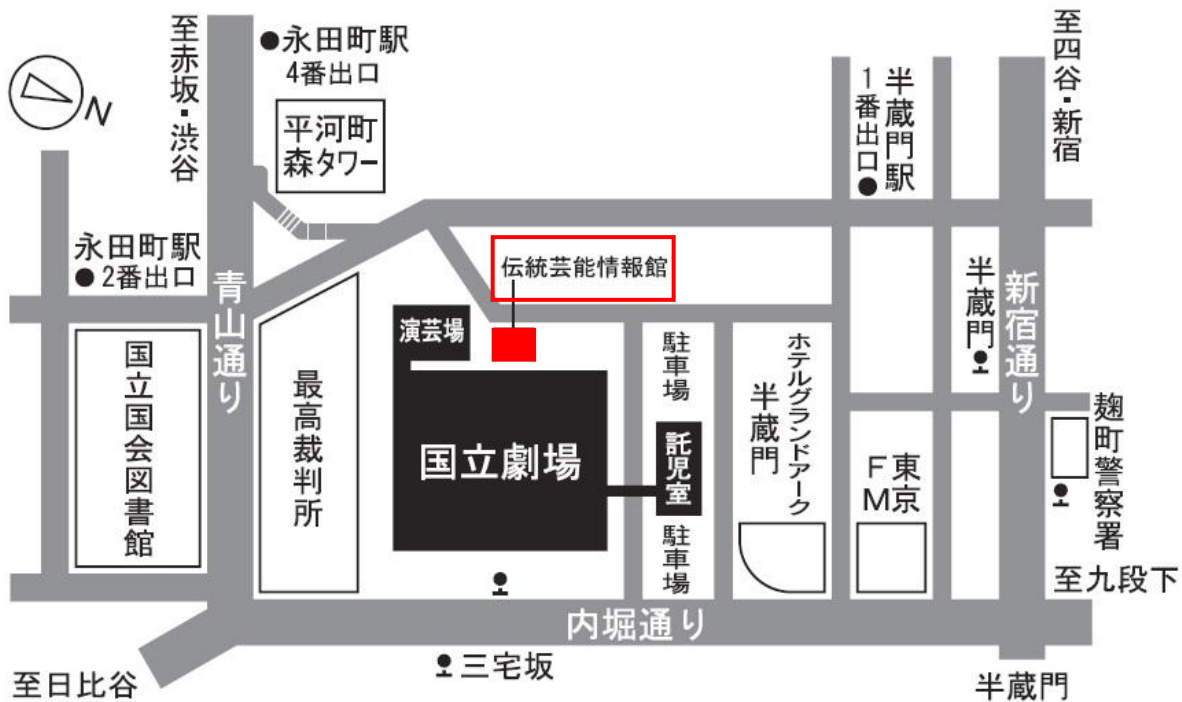 至赤坂・渋谷
永田町駅
4番出口
平河町
森タワー
N
永田町駅
2番出口
青山通り
伝統芸能情報館
演芸場
国立劇場
国立国会図書館
最高裁判所
駐車場
託児室
駐車場
ホテルグランドアーク
半蔵門
半蔵門駅
1番出口
至四谷・新宿
半蔵門
新宿通り
麹町警察署
東京
FM
至九段下
内堀通り
三宅坂
至日比谷
半蔵門